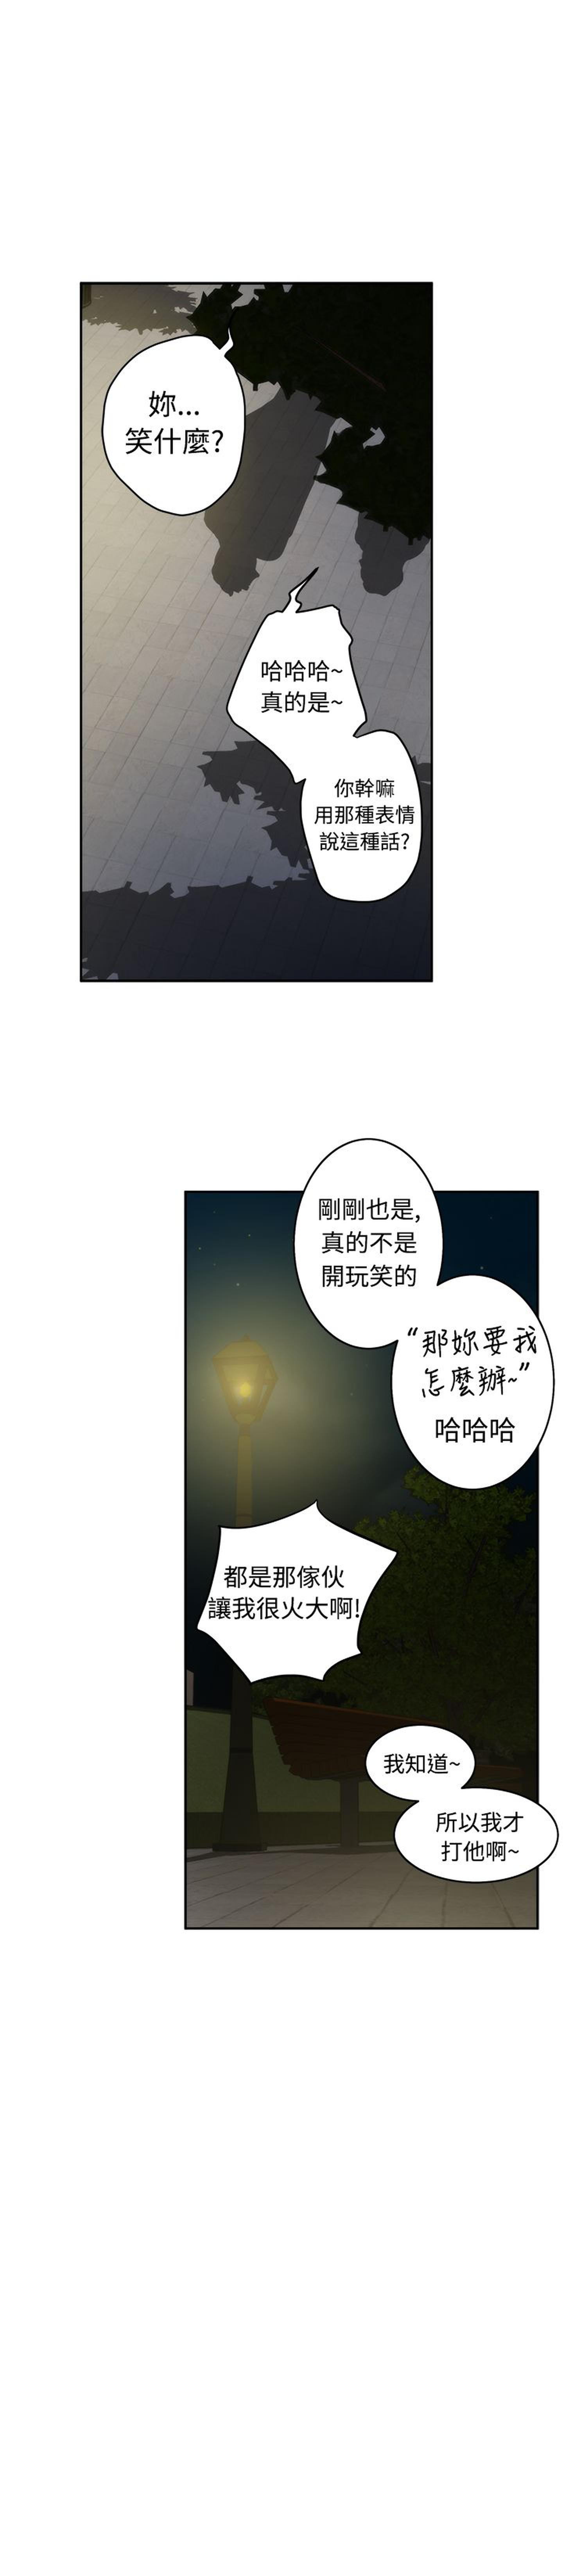 妳...
笑什麼?
哈哈哈~
真的是~
你幹嘛
用那種表情
說這種話?
剛剛也是,
真的不是
開玩笑的
“那妳要我
怎麼辦~”
哈哈哈
都是那傢伙
讓我很火大啊!
我知道~
所以我才
打他啊~